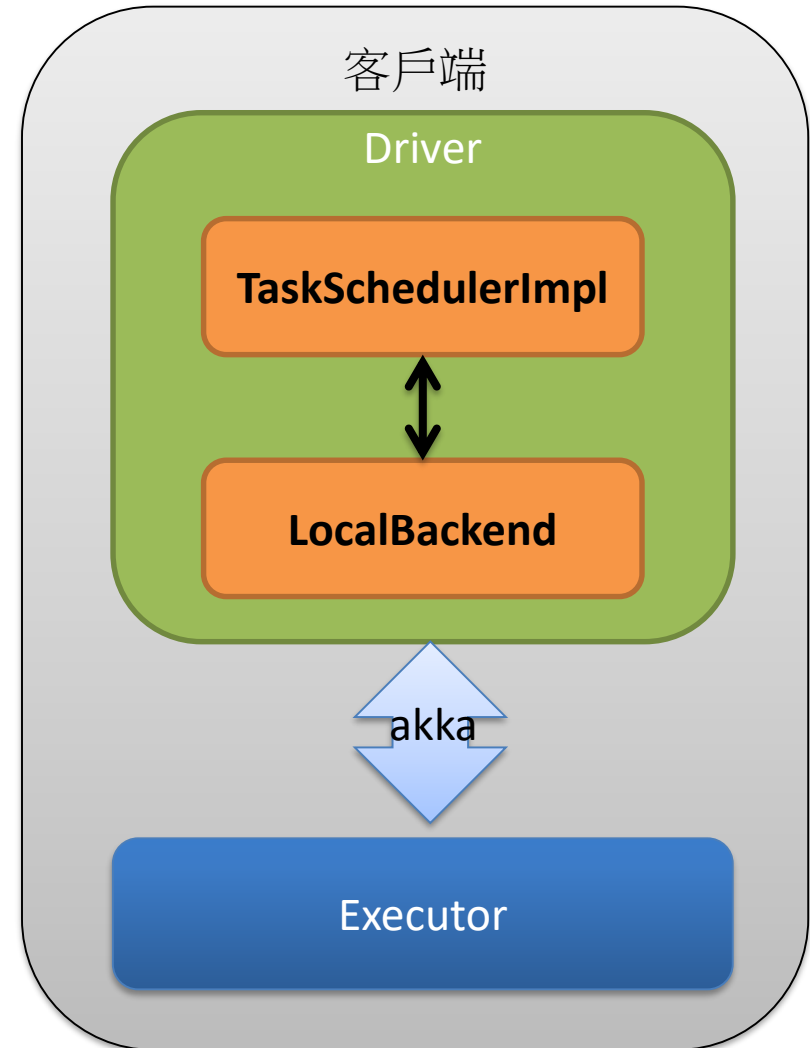 客戶端
Driver
TaskSchedulerImpl
LocalBackend
akka
Executor